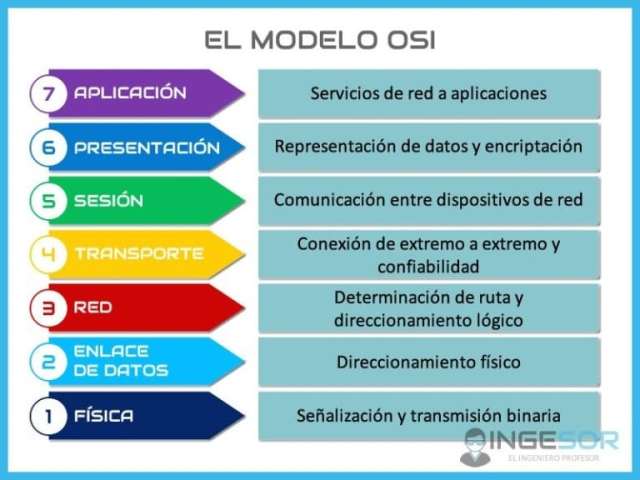 EL MODELO OSI
7 APLICACIÓN
Servicios de red a aplicaciones
6 PRESENTACIÓN
Representación de datos y encriptación
5 SESIÓN
Comunicación entre dispositivos de red
4 TRANSPORTE
Conexión de extremo a extremo y
confiabilidad
3 RED
Determinación de ruta y
direccionamiento lógico
2 ENLACE
DE DATOS
Direccionamiento físico
1 FÍSICA
Señalización y transmisión binaria
INGESOR
EL INGENIERO PROFESOR